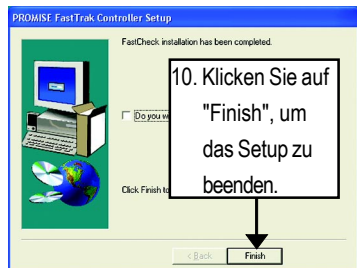 PROMISE FastTrak Controller Setup
FastCheck installation has been completed.
10. Klicken Sie auf
"Finish", um
das Setup zu
beenden.
Do you w
Click Finish to
< Back
Finish